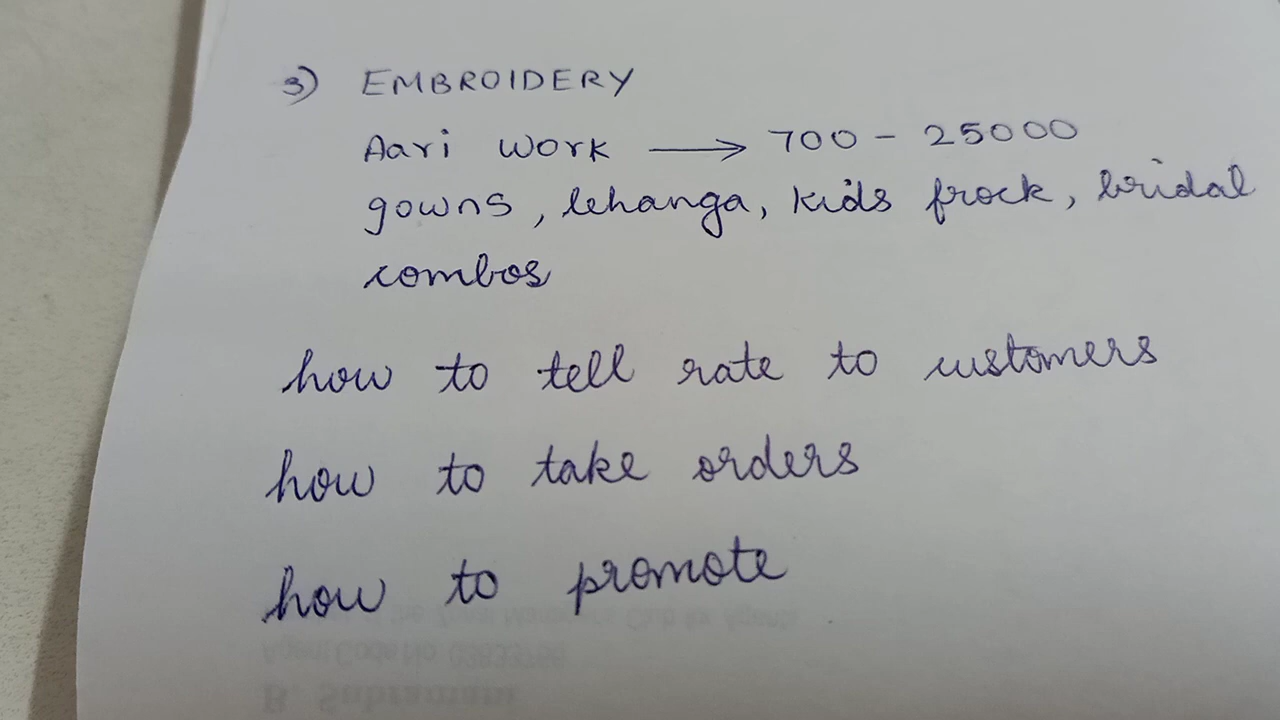 3) EMBROIDERY
Aari work → 700 - 25000
gowns, lehanga, kids frock, bridal
combos
how to tell rate to customers
how to take orders
how to promote